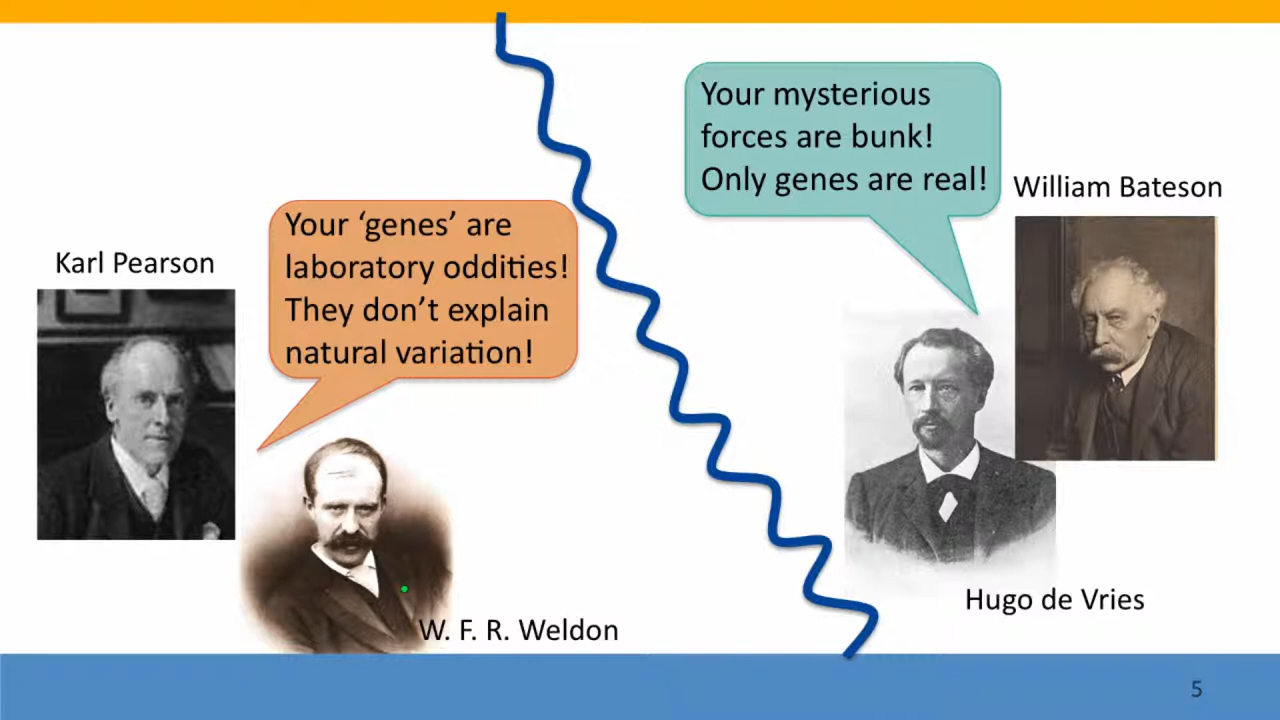 Your mysterious
forces are bunk!
Only genes are real!
William Bateson
Your ‘genes’ are
laboratory oddities!
They don’t explain
natural variation!
Karl Pearson
Hugo de Vries
W. F. R. Weldon
5